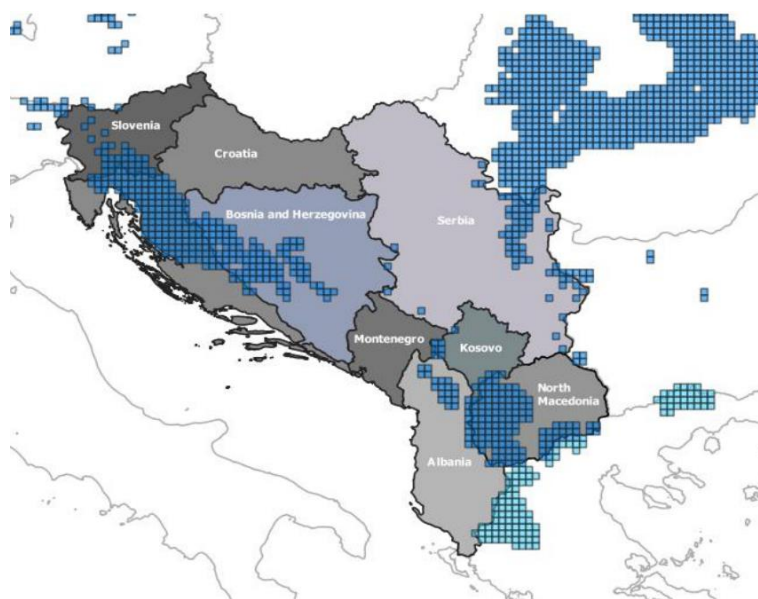 Slovenia
Croatia
Bosnia and Herzegovina
Serbia
Montenegro
Kosovo
North
Macedonia
Albania